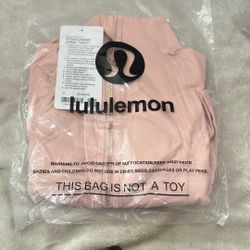 lululemon
WARNING: TO AVOID DANGER OF SUFFOCATION, KEEP AWAY FROM
BABIES AND CHILDREN. DO NOT USE IN CRIBS, BEDS, CARRIAGES OR PLAY PENS.
THIS BAG IS NOT A TOY